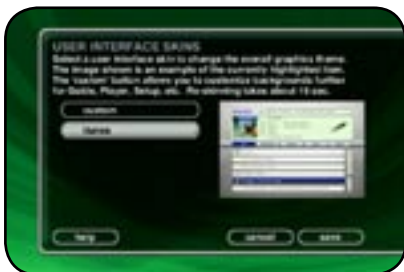 USER INTERFACE SKINS
Select a user interface skin to change the overall graphics theme.
The image shown is an example of the currently highlighted item.
The 'custom' button allows you to customize backgrounds further
for Guide, Player, Setup, etc. Re-skinning takes about 15 sec.
custom
help
cancel
save